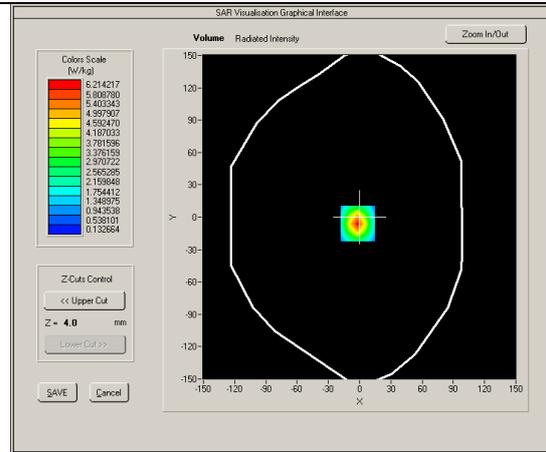 SAR Visualisation Graphical Interface
Volume Radiated Intensity
Zoom In/Out
Colors Scale
(W/kg)
6.214217
5.808780
5.403343
4.997907
4.592470
4.187033
3.781596
3.376159
2.970722
2.565285
2.159848
1.754412
1.348975
0.943538
0.538101
0.132664
Z-Cuts Control
<< Upper Cut
Z = 4.0 mm
Lower Cut >>
SAVE
Cancel
150
120
90
60
30
0
-30
-60
-90
-120
-150
Y
-150 -120 -90 -60 -30 0 30 60 90 120 150
X